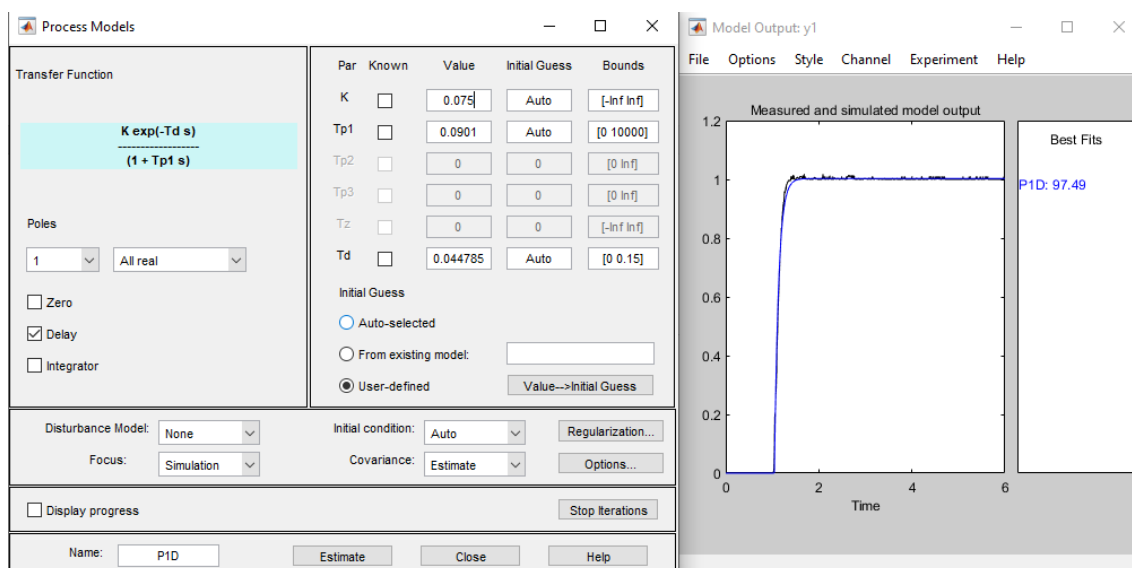 Process Models
Transfer Function
K exp(-Td s)
------------------
(1 + Tp1 s)
Poles
1 All real
Zero
Delay
Integrator
Par Known Value Initial Guess Bounds
K 0.075 Auto [-Inf Inf]
Tp1 0.0901 Auto [0 10000]
Tp2 0 0 [0 Inf]
Tp3 0 0 [0 Inf]
Tz 0 0 [-Inf Inf]
Td 0.044785 Auto [0 0.15]
Initial Guess
Auto-selected
From existing model:
User-defined Value-->Initial Guess
Disturbance Model: None Initial condition: Auto Regularization...
Focus: Simulation Covariance: Estimate Options...
Display progress Stop Iterations
Name: P1D Estimate Close Help
Model Output: y1
File Options Style Channel Experiment Help
Measured and simulated model output
1.2
1
0.8
0.6
0.4
0.2
0
0 2 4 6
Time
Best Fits
P1D: 97.49